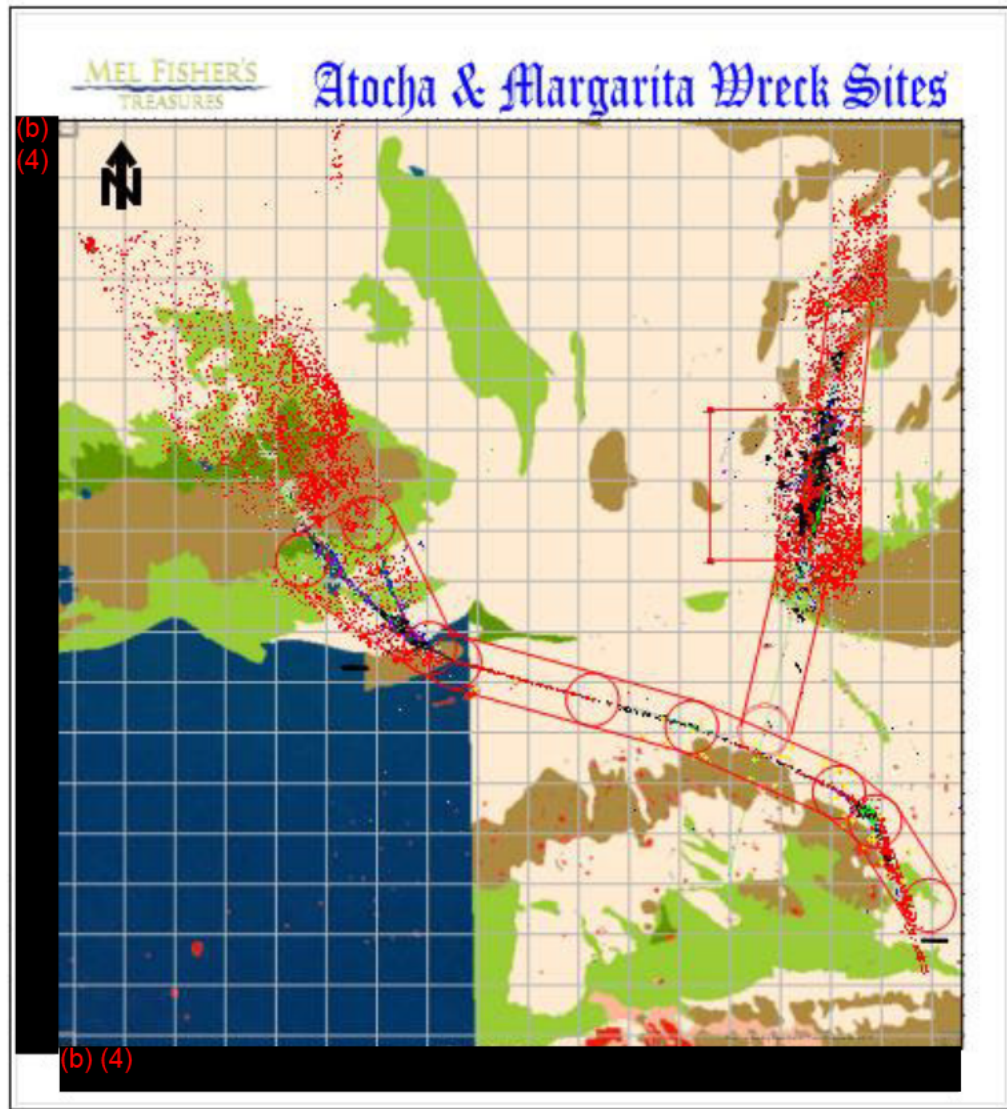 MEL FISHER'S
TREASURES
Atocha & Margarita Wreck Sites
(b)
(4)
N
(b) (4)